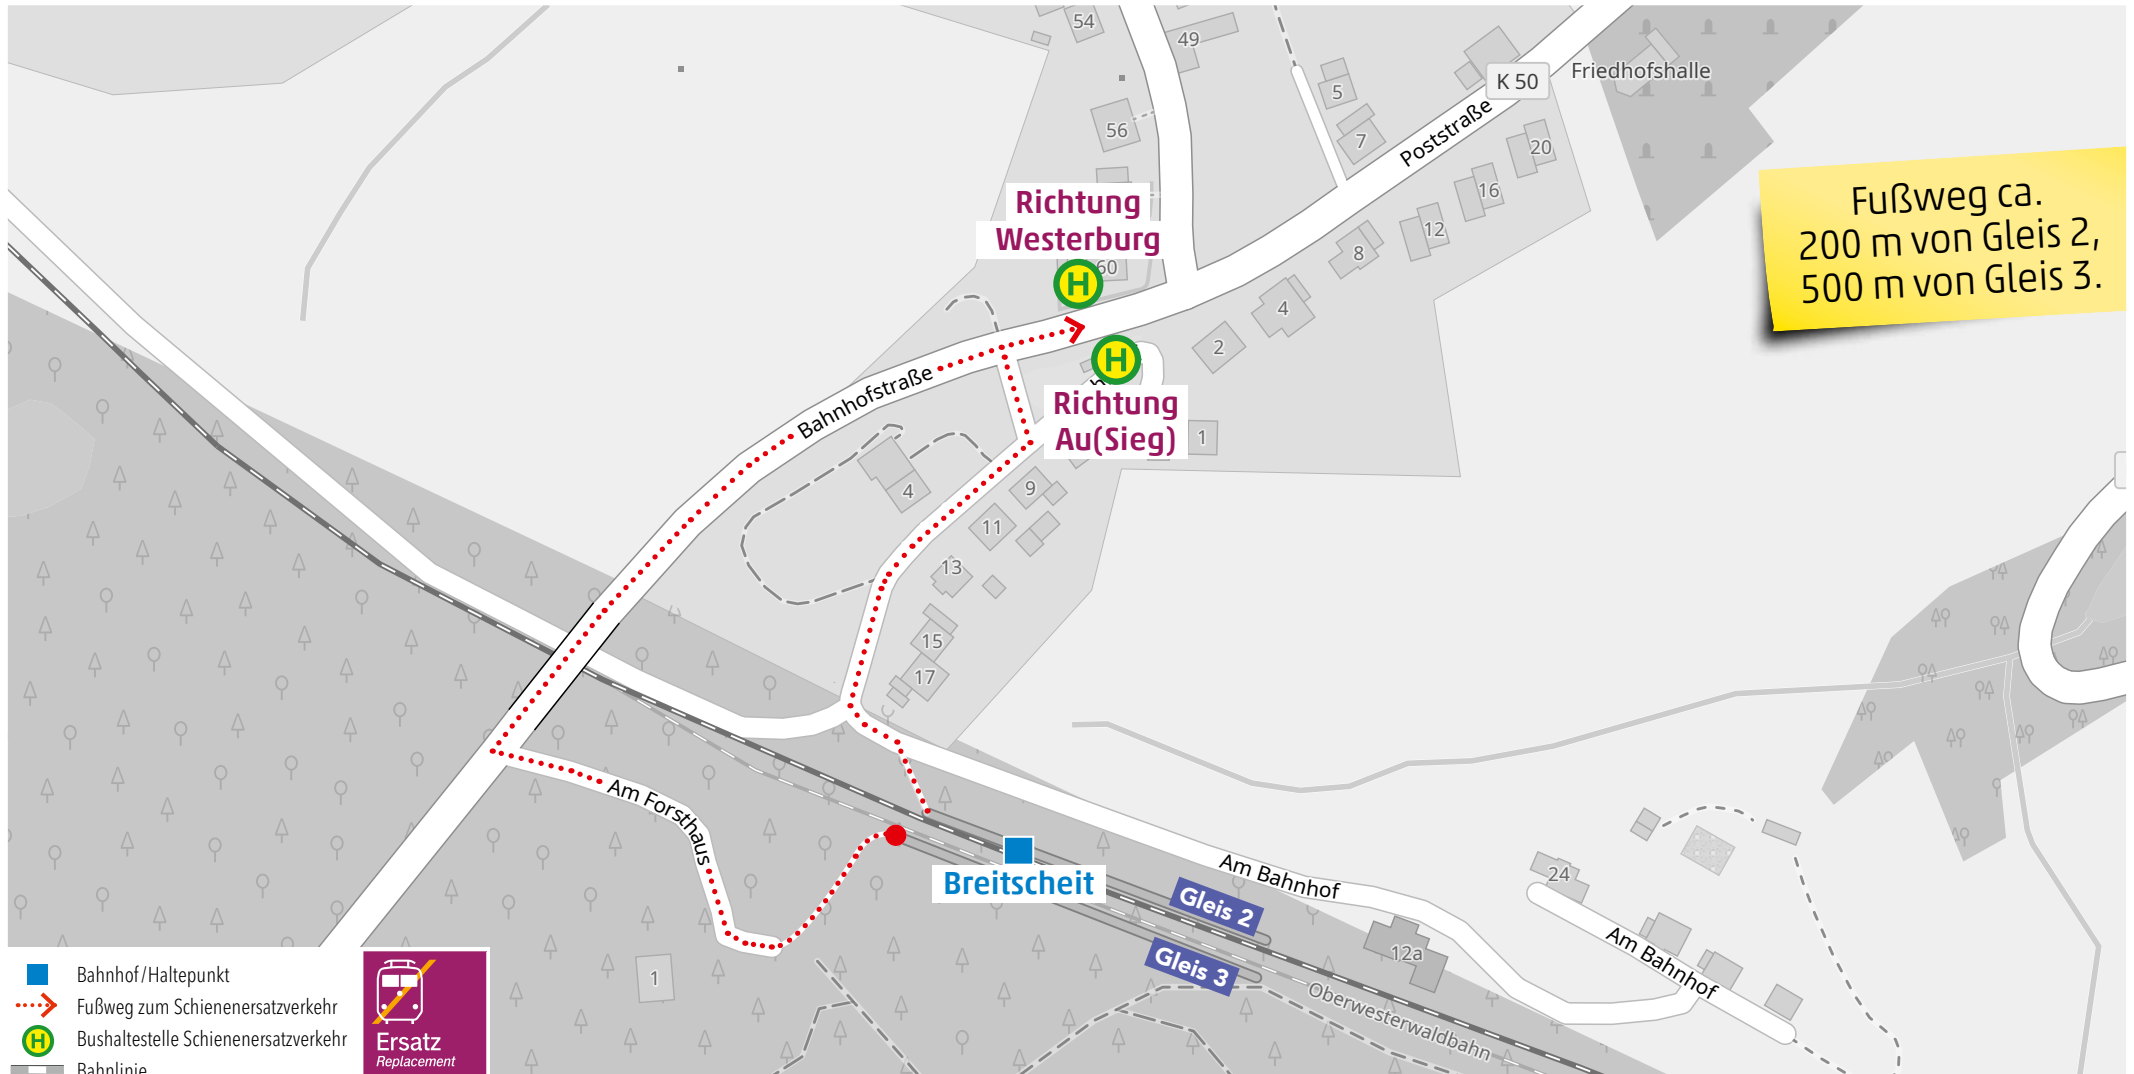 54
49
K 50
Friedhofshalle
5
7
56
Poststraße
20
16
12
8
Richtung
Westerburg
60
H
4
2
Fußweg ca.
200 m von Gleis 2,
500 m von Gleis 3.
H
Bahnhofstraße
Richtung
Au(Sieg)
1
4
9
11
13
15
17
Am Forsthaus
Breitscheit
Am Bahnhof
24
Gleis 2
Gleis 3
12a
Am Bahnhof
Oberwesterwaldbahn
1
Bahnhof/Haltepunkt
Fußweg zum Schienenersatzverkehr
H
Bushaltestelle Schienenersatzverkehr
Bahnlinie
Ersatz
Replacement